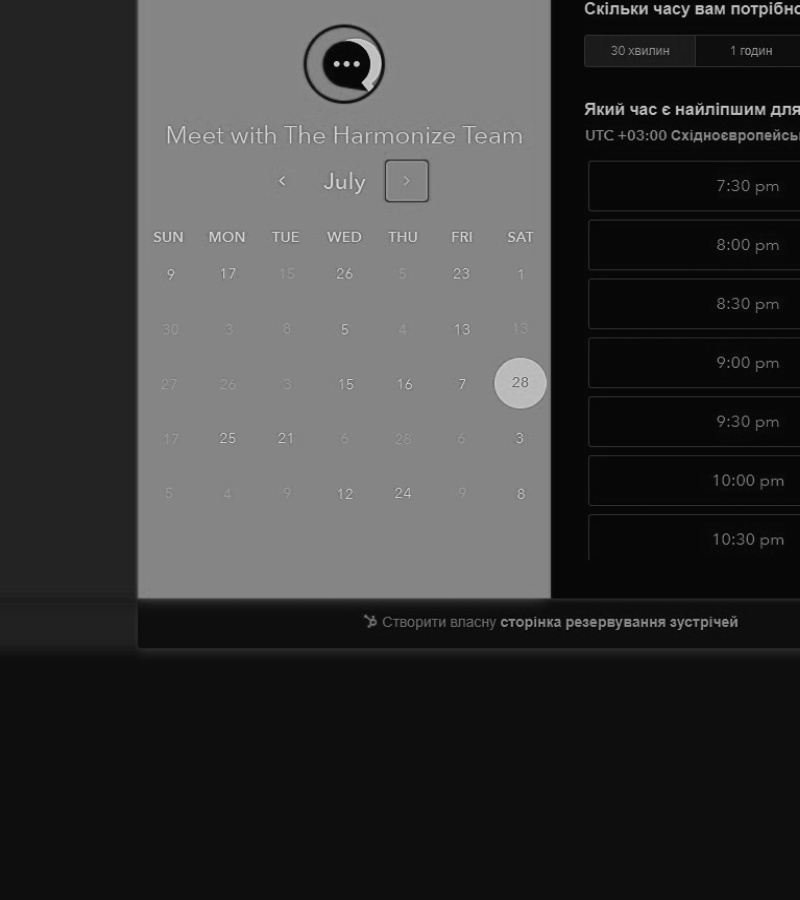 Meet with The Harmonize Team
July
SUN MON TUE WED THU FRI SAT
9 17 15 26 5 23 1
30 3 8 5 4 13 13
27 26 3 15 16 7 28
17 25 21 6 28 6 3
5 4 9 12 24 9 8
Скільки часу вам
30 хвилин 1 годин
Який час є найліпшим для
UTC +03:00
7:30 pm
8:00 pm
8:30 pm
9:00 pm
9:30 pm
10:00 pm
10:30 pm
Створити власну сторінка резервування зустрічей